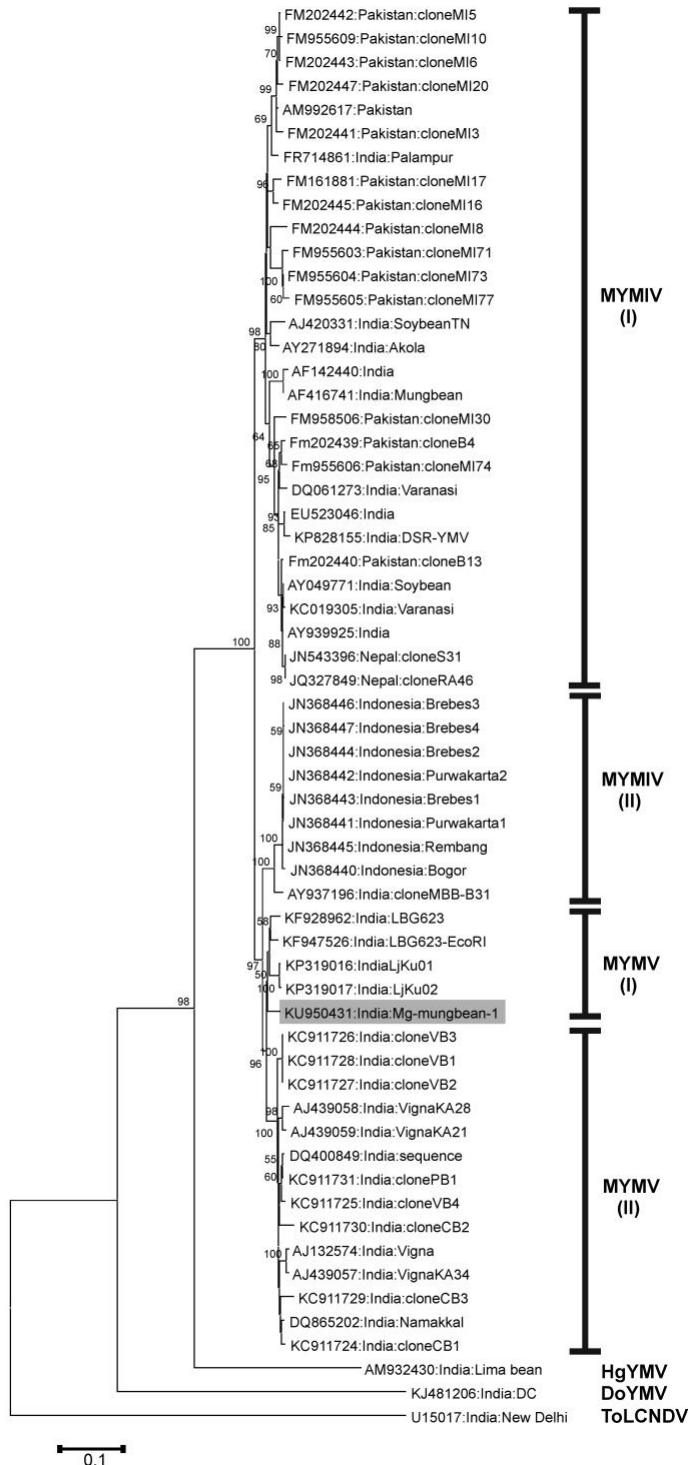 FM202442:Pakistan:cloneMI5
99
FM955609:Pakistan:cloneMI10
70
FM202443:Pakistan:cloneMI6
99
FM202447:Pakistan:cloneMI20
AM992617:Pakistan
69
FM202441:Pakistan:cloneMI3
FR714861:India:Palampur
96
FM161881:Pakistan:cloneMI17
FM202445:Pakistan:cloneMI16
FM202444:Pakistan:cloneMI8
FM955603:Pakistan:cloneMI71
100
FM955604:Pakistan:cloneMI73
60
FM955605:Pakistan:cloneMI77
MYMIV
(I)
AJ420331:India:SoybeanTN
98
80
AY271894:India:Akola
100
AF142440:India
AF416741:India:Mungbean
FM958506:Pakistan:cloneMI30
64
65
Fm202439:Pakistan:cloneB4
68
Fm955606:Pakistan:cloneMI74
95
DQ061273:India:Varanasi
93
EU523046:India
85
KP828155:India:DSR-YMV
Fm202440:Pakistan:cloneB13
AY049771:India:Soybean
93
KC019305:India:Varanasi
AY939925:India
100
88
JN543396:Nepal:cloneS31
98
JQ327849:Nepal:cloneRA46
JN368446:Indonesia:Brebes3
59
JN368447:Indonesia:Brebes4
JN368444:Indonesia:Brebes2
JN368442:Indonesia:Purwakarta2
59
JN368443:Indonesia:Brebes1
MYMIV
(II)
JN368441:Indonesia:Purwakarta1
100
JN368445:Indonesia:Rembang
100
JN368440:Indonesia:Bogor
AY937196:India:cloneMBB-B31
58
KF928962:India:LBG623
KF947526:India:LBG623-EcoRI
97
50
KP319016:IndiaLjKu01
100
KP319017:India:LjKu02
MYMV
(I)
98
KU950431:India:Mg-mungbean-1
KC911726:India:cloneVB3
100
96
KC911728:India:cloneVB1
KC911727:India:cloneVB2
98
AJ439058:India:VignaKA28
100
AJ439059:India:VignaKA21
55
DQ400849:India:sequence
60
KC911731:India:clonePB1
KC911725:India:cloneVB4
MYMV
(II)
KC911730:India:cloneCB2
100
AJ132574:India:Vigna
AJ439057:India:VignaKA34
KC911729:India:cloneCB3
DQ865202:India:Namakkal
KC911724:India:cloneCB1
AM932430:India:Lima bean HgYMV
KJ481206:India:DC DoYMV
U15017:India:New Delhi ToLCNDV
0.1